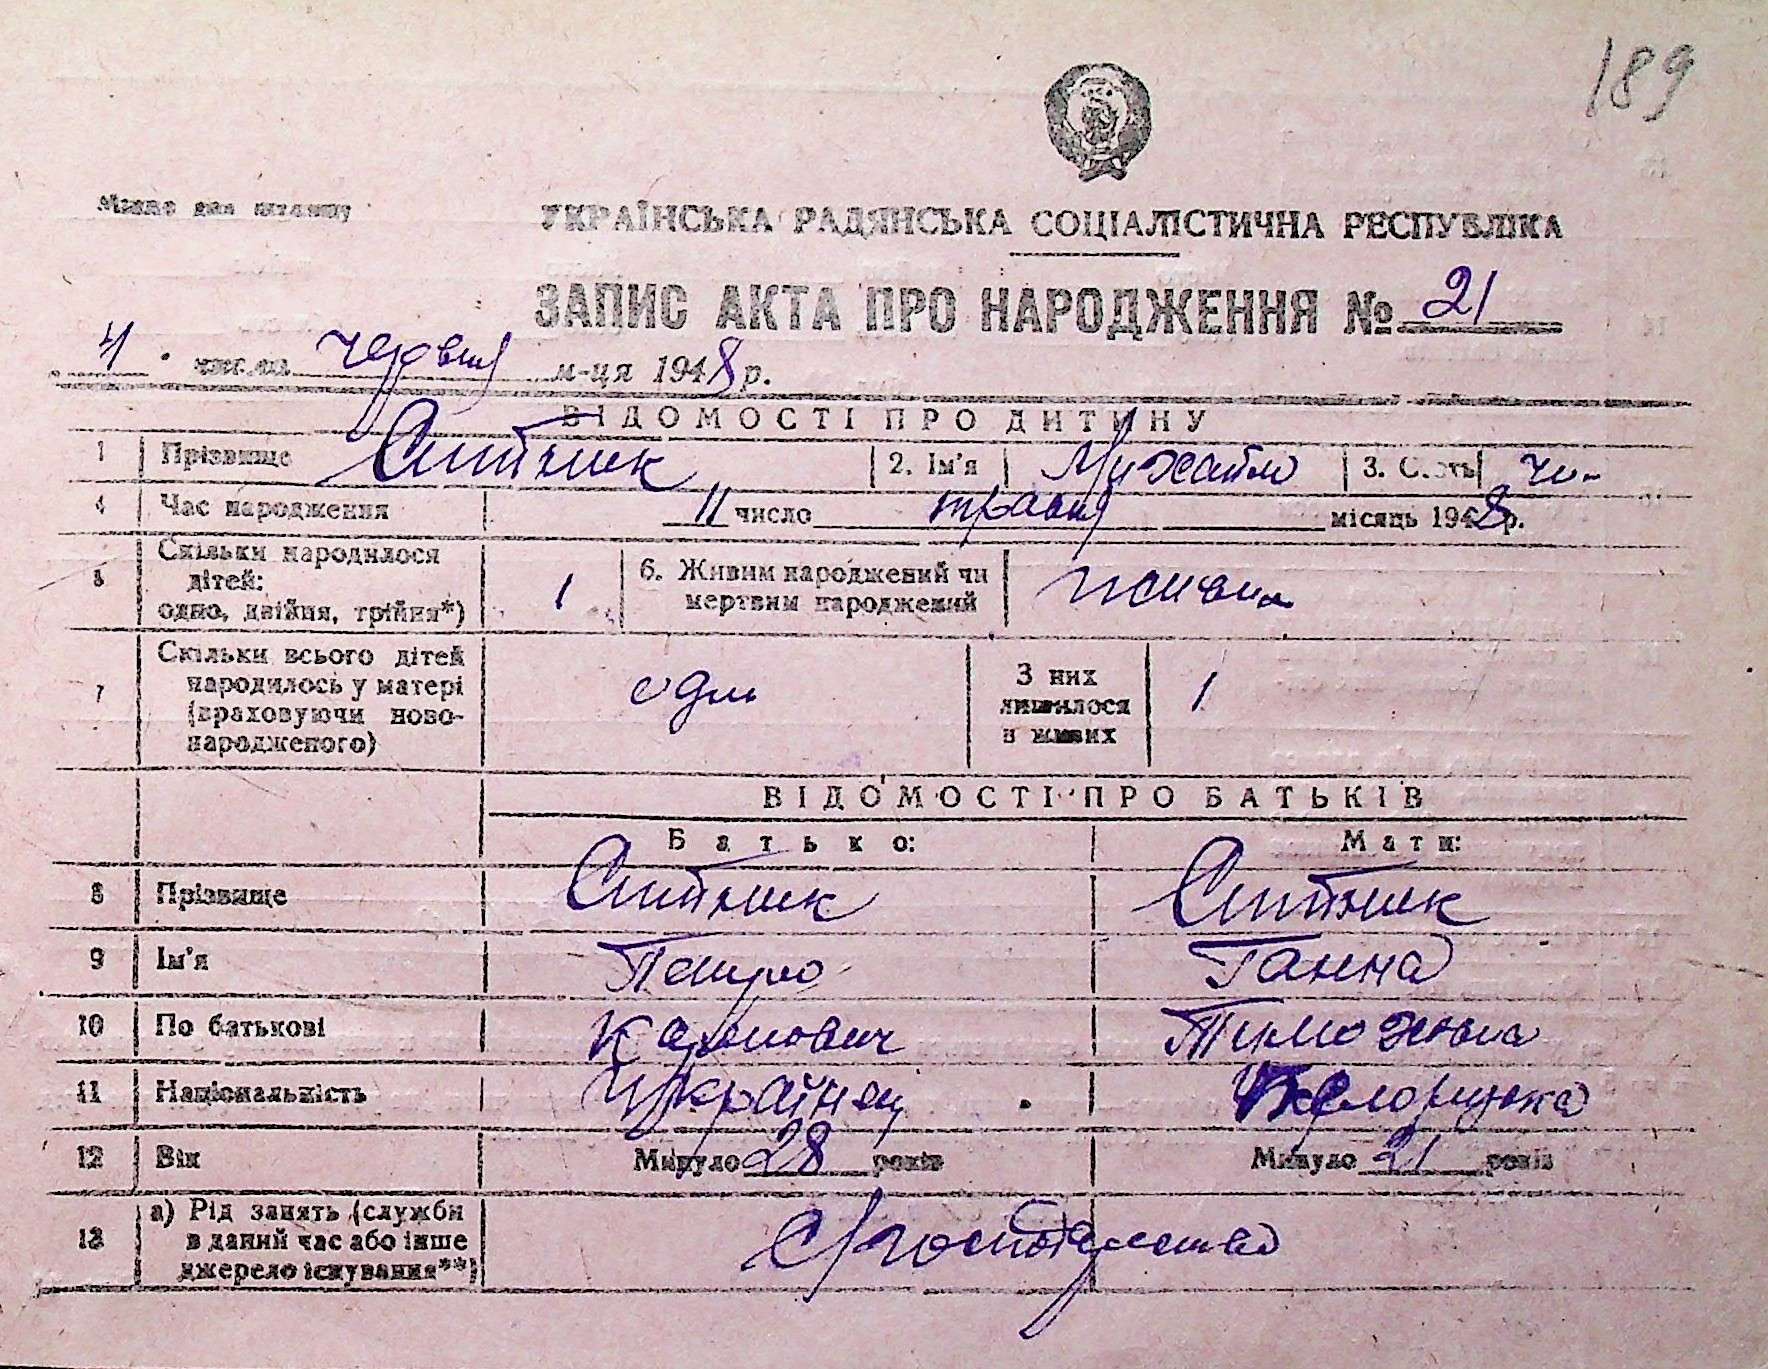 189
Місце для штампу
УКРАЇНСЬКА РАДЯНСЬКА СОЦІАЛІСТИЧНА РЕСПУБЛІКА
ЗАПИС АКТА ПРО НАРОДЖЕННЯ № 21
4 числа червня м-ця 1948 р.
ВІДОМОСТІ ПРО ДИТИНУ
1 Прізвище Ситник 2. Ім'я Михайло 3. Стать чо-
4 Час народження 11 число травня місяць 1948 р.
5 Скільки народилося
дітей:
одно, двійня, трійня*) 1 6. Живим народжений чи
мертвим народжений живим
7 Скільки всього дітей
народилось у матері
(враховуючи ново-
народженого) один З них
лишилося
в живих 1
ВІДОМОСТІ ПРО БАТЬКІВ
Батько: Мати:
8 Прізвище Ситник Ситник
9 Ім'я Петро Ганна
10 По батькові Карпович Тимофіївна
11 Національність Українец Белоруска
12 Вік Минуло 28 років Минуло 21 років
13 а) Рід занять (служби
в даний час або інше
джерело існування**)